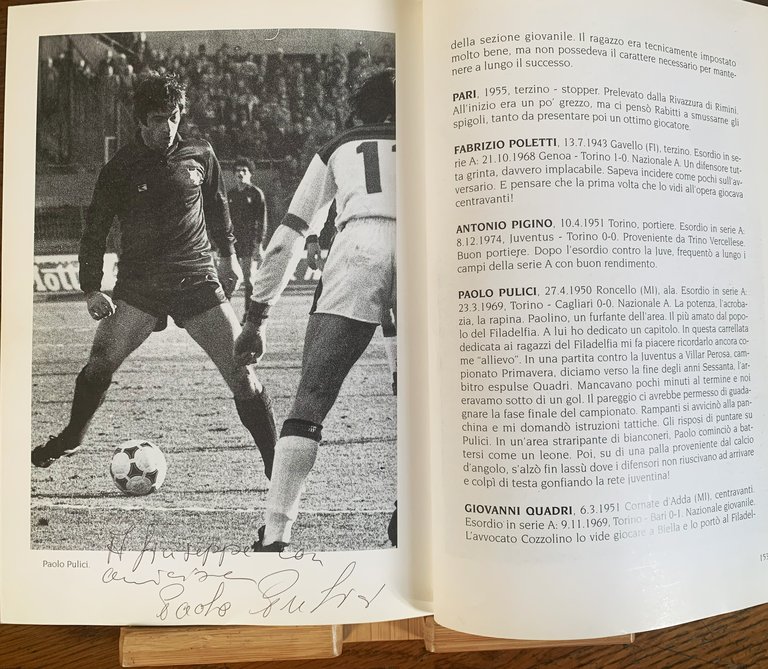 lotto
11
Paolo Pulici.
A Giuseppe con
amicizia
Paolo Pulici
della sezione giovanile. Il ragazzo era tecnicamente impostato
molto bene, ma non possedeva il carattere necessario per mante-
nere a lungo il successo.
PARI, 1955, terzino - stopper. Prelevato dalla Rivazzura di Rimini.
All'inizio era un po' grezzo, ma ci pensò Rabitti a smussarne gli
spigoli, tanto da presentare poi un ottimo giocatore.
FABRIZIO POLETTI, 13.7.1943 Gavello (FI), terzino. Esordio in se-
rie A: 21.10.1968 Genoa - Torino 1-0. Nazionale A. Un difensore tut-
ta grinta, davvero implacabile. Sapeva incidere come pochi sull'av-
versario. E pensare che la prima volta che lo vidi all'opera giocava
centravanti!
ANTONIO PIGINO, 10.4.1951 Torino, portiere. Esordio in serie A:
8.12.1974, Juventus - Torino 0-0. Proveniente da Trino Vercellese.
Buon portiere. Dopo l'esordio contro la Juve, frequentò a lungo i
campi della serie A con buon rendimento.
PAOLO PULICI, 27.4.1950 Roncello (MI), ala. Esordio in serie A:
23.3.1969, Torino - Cagliari 0-0. Nazionale A. La potenza, l'acroba-
zia, la rapina. Paolino, un furfante dell'area. Il più amato dal popo-
lo del Filadelfia. A lui ho dedicato un capitolo. In questa carrellata
dedicata ai ragazzi del Filadelfia mi fa piacere ricordarlo ancora co-
me "allievo". In una partita contro la Juventus a Villar Perosa, cam-
pionato Primavera, diciamo verso la fine degli anni Sessanta, l'ar-
bitro espulse Quadri. Mancavano pochi minuti al termine e noi
eravamo sotto di un gol. Il pareggio ci avrebbe permesso di guada-
gnare la fase finale del campionato. Rampanti si avvicinò alla pan-
china e mi domandò istruzioni tattiche. Gli risposi di puntare su
Pulici. In un'area straripante di bianconeri, Paolo cominciò a bat-
tersi come un leone. Poi, su di una palla proveniente dal calcio
d'angolo, s'alzò fin lassù dove i difensori non riuscivano ad arrivare
e colpì di testa gonfiando la rete juventina!
GIOVANNI QUADRI, 6.3.1951 Cornate d'Adda (MI), centravanti.
Esordio in serie A: 9.11.1969, Torino - Bari 0-1. Nazionale giovanile.
L'avvocato Cozzolino lo vide giocare a Biella e lo portò al Filadel-
153